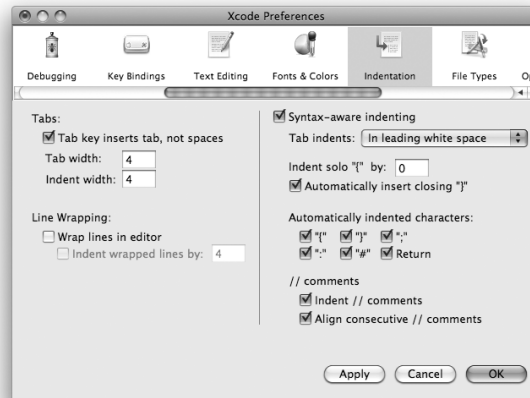 Xcode Preferences
Debugging
Key Bindings
Text Editing
Fonts & Colors
Indentation
File Types
Tabs:
Tab key inserts tab, not spaces
Tab width: 4
Indent width: 4
Line Wrapping:
Wrap lines in editor
Indent wrapped lines by: 4
Syntax-aware indenting
Tab indents: In leading white space
Indent solo "{" by: 0
Automatically insert closing "}"
Automatically indented characters:
"{" "}" ";"
":" "#" Return
// comments
Indent // comments
Align consecutive // comments
Apply Cancel OK